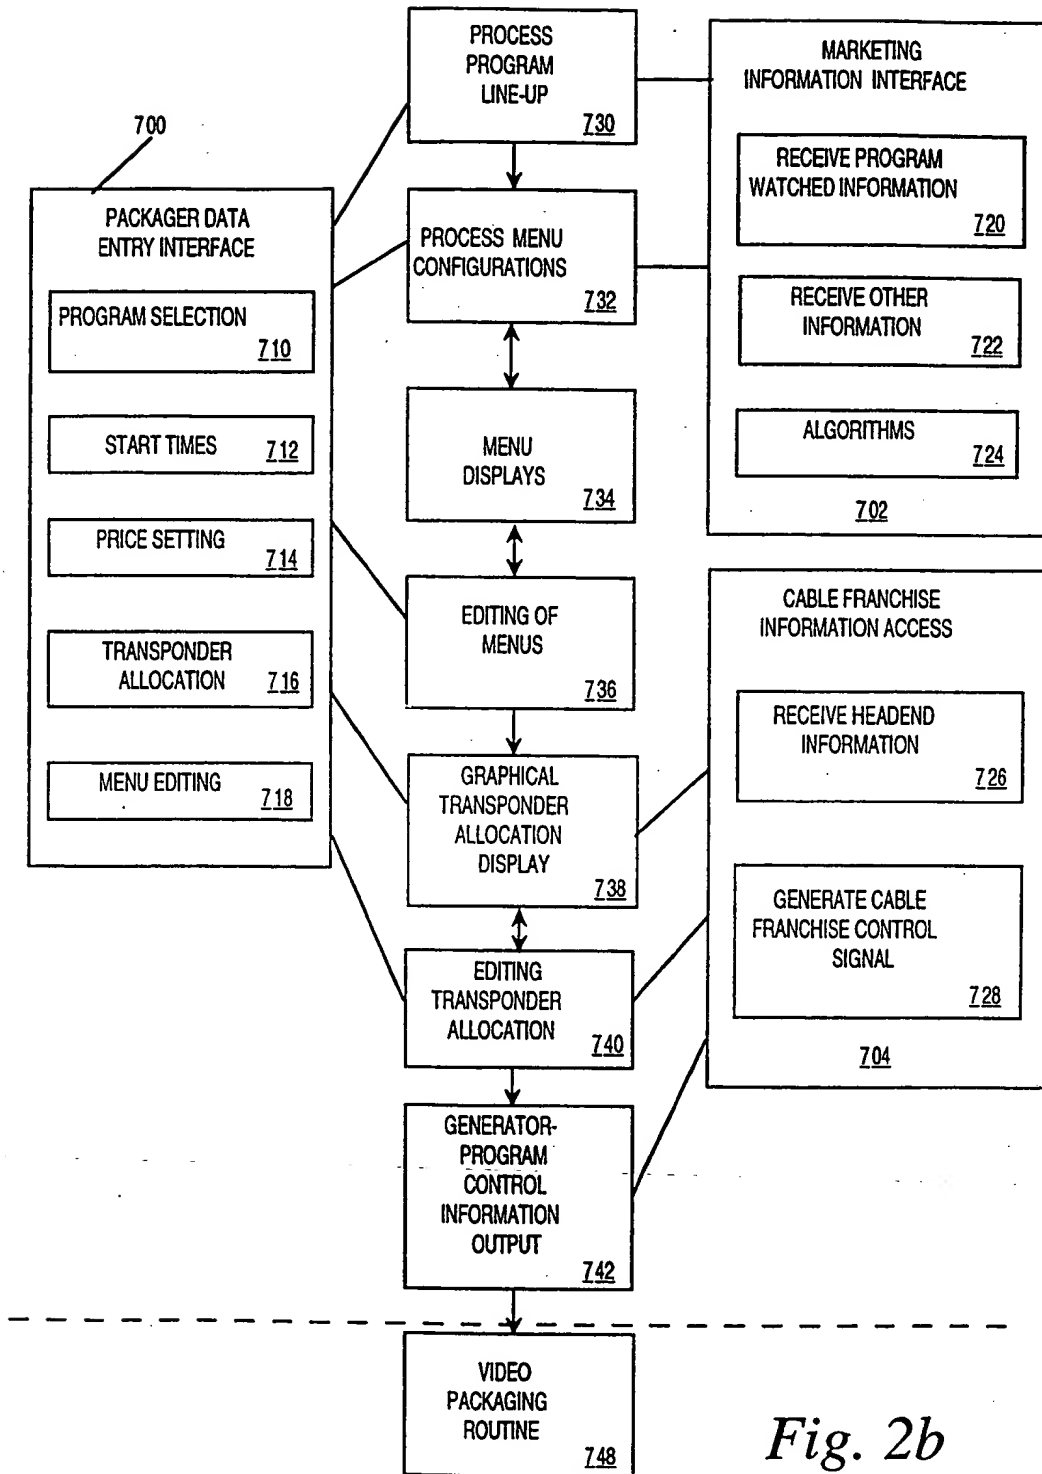 PROCESS
PROGRAM
LINE-UP
730
MARKETING
INFORMATION INTERFACE
RECEIVE PROGRAM
WATCHED INFORMATION
720
RECEIVE OTHER
INFORMATION
722
ALGORITHMS
724
702
700
PACKAGER DATA
ENTRY INTERFACE
PROGRAM SELECTION
710
START TIMES
712
PRICE SETTING
714
TRANSPONDER
ALLOCATION
716
MENU EDITING
718
PROCESS MENU
CONFIGURATIONS
732
MENU
DISPLAYS
734
EDITING OF
MENUS
736
GRAPHICAL
TRANSPONDER
ALLOCATION
DISPLAY
738
EDITING
TRANSPONDER
ALLOCATION
740
GENERATOR-
PROGRAM
CONTROL
INFORMATION
OUTPUT
742
CABLE FRANCHISE
INFORMATION ACCESS
RECEIVE HEADEND
INFORMATION
726
GENERATE CABLE
FRANCHISE CONTROL
SIGNAL
728
704
VIDEO
PACKAGING
ROUTINE
748
Fig. 2b